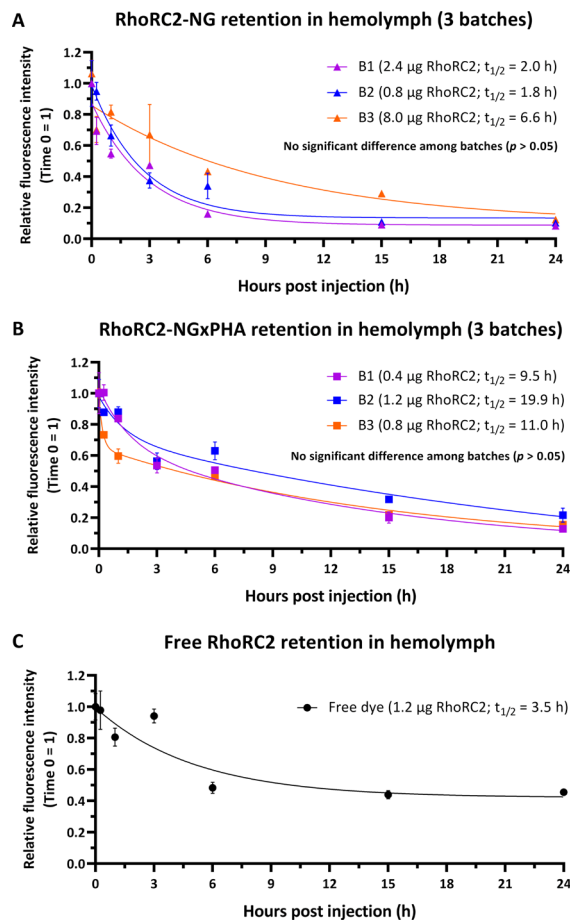 A
RhoRC2-NG retention in hemolymph (3 batches)
Relative fluorescence intensity
(Time 0 = 1)
1.2
1.0
0.8
0.6
0.4
0.2
0.0
B1 (2.4 µg RhoRC2; t1/2 = 2.0 h)
B2 (0.8 µg RhoRC2; t1/2 = 1.8 h)
B3 (8.0 µg RhoRC2; t1/2 = 6.6 h)
No significant difference among batches (p > 0.05)
0 3 6 9 12 15 18 21 24
Hours post injection (h)
B
RhoRC2-NGxPHA retention in hemolymph (3 batches)
Relative fluorescence intensity
(Time 0 = 1)
1.2
1.0
0.8
0.6
0.4
0.2
0.0
B1 (0.4 µg RhoRC2; t1/2 = 9.5 h)
B2 (1.2 µg RhoRC2; t1/2 = 19.9 h)
B3 (0.8 µg RhoRC2; t1/2 = 11.0 h)
No significant difference among batches (p > 0.05)
0 3 6 9 12 15 18 21 24
Hours post injection (h)
C
Free RhoRC2 retention in hemolymph
Relative fluorescence intensity
(Time 0 = 1)
1.2
1.0
0.8
0.6
0.4
0.2
0.0
Free dye (1.2 µg RhoRC2; t1/2 = 3.5 h)
0 3 6 9 12 15 18 21 24
Hours post injection (h)